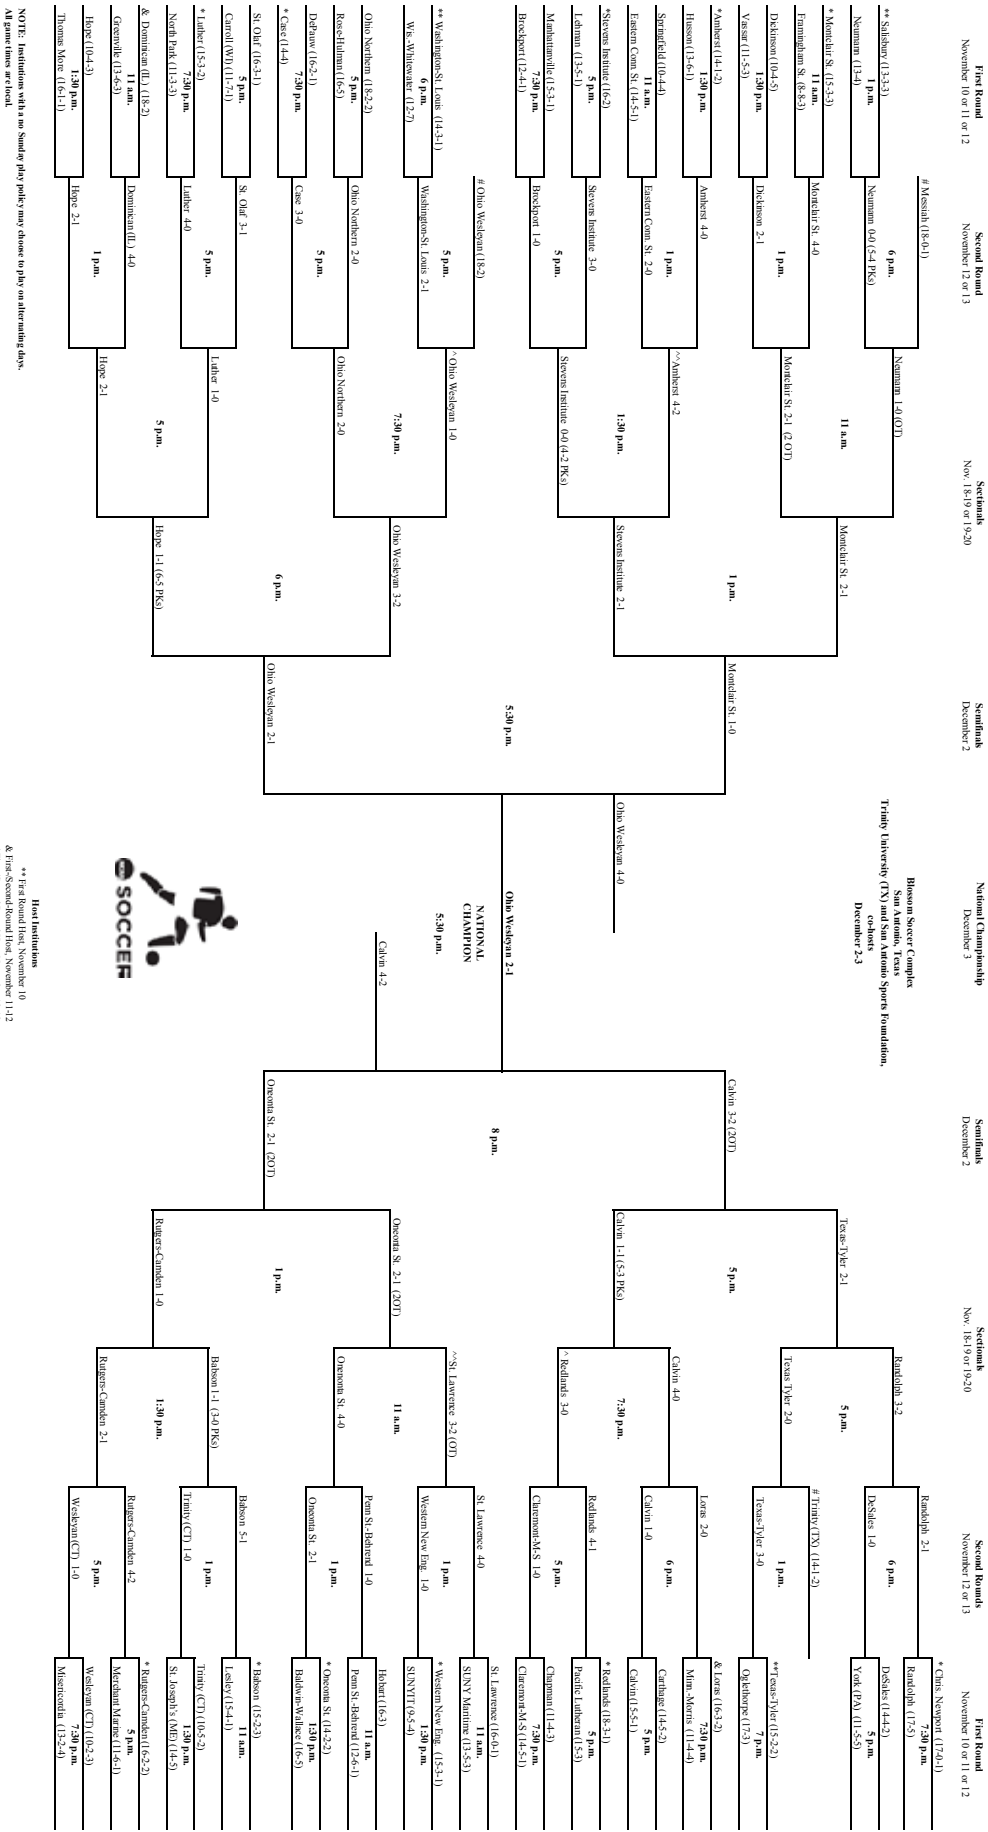 First Round
November 10 or 11 or 12
Second Round
November 12 or 13
Sectionals
Nov. 18-19 or 19-20
Semifinals
December 2
National Championship
December 3
Semifinals
December 2
Sectionals
Nov. 18-19 or 19-20
Second Rounds
November 12 or 13
First Round
November 10 or 11 or 12
Blossom Soccer Complex
San Antonio, Texas
Trinity University (TX) and San Antonio Sports Foundation,
co-hosts
December 2-3
** Salisbury (13-3-3)
1 p.m.
Neumann (13-4)
* Montclair St. (15-3-3)
11 a.m.
Framingham St. (8-8-3)
Dickinson (10-4-5)
1:30 p.m.
Vassar (11-5-3)
*Amherst (14-1-2)
1:30 p.m.
Husson (13-6-1)
Springfield (10-4-4)
11 a.m.
Eastern Conn St. (14-5-1)
*Stevens Institute (16-2)
5 p.m.
Lehman (13-5-1)
Manhattanville (15-3-1)
7:30 p.m.
Brockport (12-4-1)
** Washington-St. Louis (14-3-1)
6 p.m.
Wis.-Whitewater (12-7)
Ohio Northern (18-2-2)
5 p.m.
Rose-Hulman (16-5)
DePauw (16-2-1)
7:30 p.m.
* Case (14-4)
St. Olaf (16-3-1)
5 p.m.
Carroll (WI) (11-7-1)
* Luther (15-3-2)
7:30 p.m.
North Park (11-3-3)
& Dominican (IL) (18-2)
11 a.m.
Greenville (13-6-3)
Hope (10-4-3)
1:30 p.m.
Thomas More (16-1-1)
# Messiah (18-0-1)
6 p.m.
Neumann 0-0 (5-4 PKs)
Montclair St. 4-0
1 p.m.
Dickinson 2-1
Amherst 4-0
1 p.m.
Eastern Conn. St. 2-0
Stevens Institute 3-0
5 p.m.
Brockport 1-0
# Ohio Wesleyan (18-2)
5 p.m.
Washington-St. Louis 2-1
Ohio Northern 2-0
5 p.m.
Case 3-0
St. Olaf 3-1
5 p.m.
Luther 4-0
Dominican (IL) 4-0
1 p.m.
Hope 2-1
Neumann 1-0 (OT)
11 a.m.
Montclair St. 2-1 (2 OT)
^^Amherst 4-2
1:30 p.m.
Stevens Institute 0-0 (4-2 PKs)
^ Ohio Wesleyan 1-0
7:30 p.m.
Ohio Northern 2-0
Luther 1-0
5 p.m.
Hope 2-1
Montclair St. 2-1
1 p.m.
Stevens Institute 2-1
Ohio Wesleyan 3-2
6 p.m.
Hope 1-1 (6-5 PKs)
Montclair St. 1-0
5:30 p.m.
Ohio Wesleyan 2-1
Ohio Wesleyan 4-0
Ohio Wesleyan 2-1
NATIONAL
CHAMPION
5:30 p.m.
Calvin 4-2
Calvin 3-2 (2OT)
8 p.m.
Oneonta St. 2-1 (2OT)
Texas-Tyler 2-1
5 p.m.
Calvin 1-1 (5-3 PKs)
Oneonta St. 2-1 (2OT)
1 p.m.
Rutgers-Camden 1-0
Randolph 3-2
5 p.m.
Texas Tyler 2-0
Calvin 4-0
7:30 p.m.
^ Redlands 3-0
^^St. Lawrence 3-2 (OT)
11 a.m.
Onenonta St. 4-0
Babson 1-1 (3-0 PKs)
1:30 p.m.
Rutgers-Camden 2-1
Randolph 2-1
6 p.m.
DeSales 1-0
# Trinity (TX) (14-1-2)
1 p.m.
Texas-Tyler 3-0
Loras 2-0
6 p.m.
Calvin 1-0
Redlands 4-1
5 p.m.
Claremont-M-S 1-0
St. Lawrence 4-0
1 p.m.
Western New Eng. 1-0
Penn St.-Behrend 1-0
1 p.m.
Oneonta St. 2-1
Babson 5-1
1 p.m.
Trinity (CT) 1-0
Rutgers-Camden 4-2
5 p.m.
Wesleyan (CT) 1-0
* Chris. Newport (17-0-1)
7:30 p.m.
Randolph (17-5)
DeSales (14-4-2)
5 p.m.
York (PA) (11-5-5)
**Texas-Tyler (15-2-2)
7 p.m.
Oglethorpe (17-3)
& Loras (16-3-2)
7:30 p.m.
Minn.-Morris (11-4-4)
Carthage (14-5-2)
5 p.m.
Calvin (15-5-1)
* Redlands (18-3-1)
5 p.m.
Pacific Lutheran (15-3)
Chapman (11-4-3)
7:30 p.m.
Claremont-M-S (14-5-1)
St. Lawrence (16-0-1)
11 a.m.
SUNY Maritime (13-5-3)
* Western New Eng. (15-3-1)
1:30 p.m.
SUNYIT (9-5-4)
Hobart (16-3)
11 a.m.
Penn St.-Behrend (12-6-1)
* Oneonta St. (14-2-2)
1:30 p.m.
Baldwin-Wallace (16-5)
* Babson (15-2-3)
11 a.m.
Lesley (15-4-1)
Trinity (CT) (10-5-2)
1:30 p.m.
St. Joseph's (ME) (14-5)
* Rutgers-Camden (16-2-2)
5 p.m.
Merchant Marine (11-6-1)
Wesleyan (CT) (10-2-3)
7:30 p.m.
Misericordia (13-2-4)
SOCCER
Host Institutions
** First Round Host, November 10
& First-/Second-Round Host, November 11-12
NOTE: Institutions with a no Sunday play policy may choose to play on alternating days.
All game times are local.